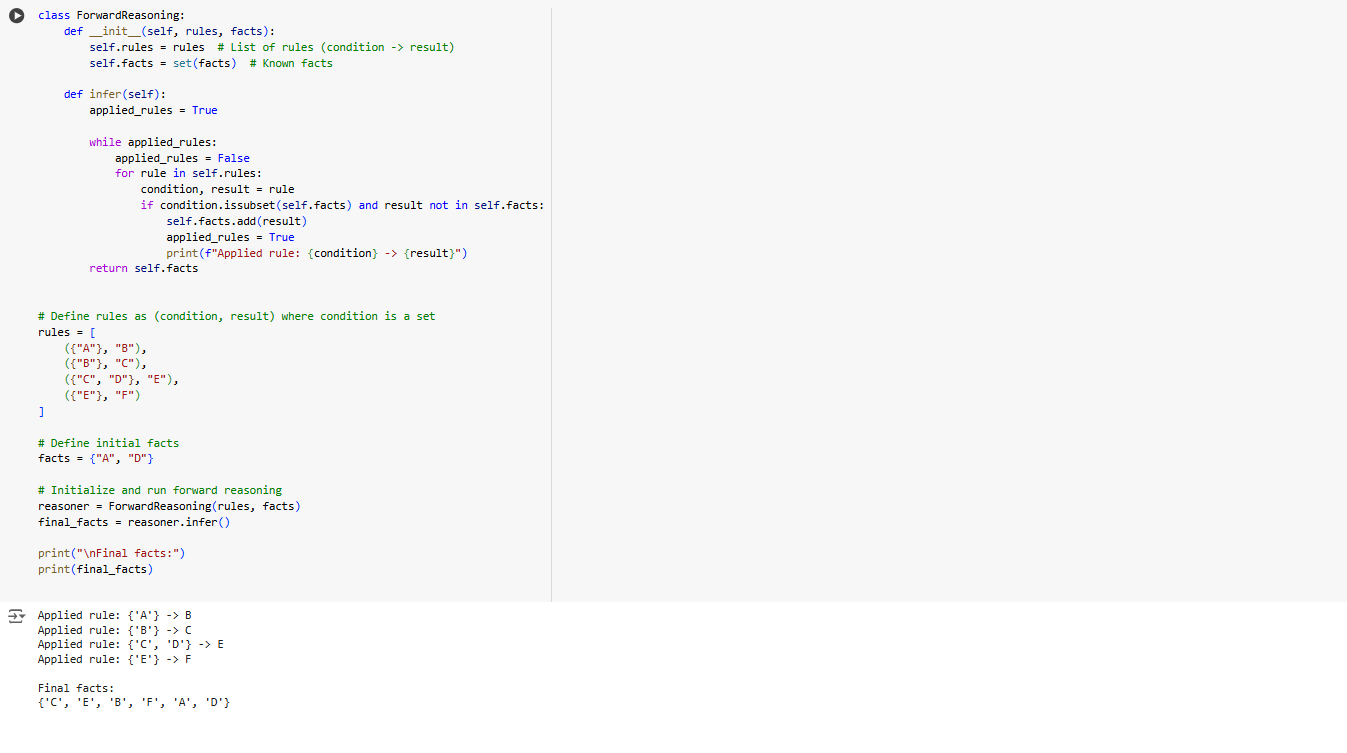 class ForwardReasoning:
    def __init__(self, rules, facts):
        self.rules = rules  # List of rules (condition -> result)
        self.facts = set(facts)  # Known facts

    def infer(self):
        applied_rules = True

        while applied_rules:
            applied_rules = False
            for rule in self.rules:
                condition, result = rule
                if condition.issubset(self.facts) and result not in self.facts:
                    self.facts.add(result)
                    applied_rules = True
                    print(f"Applied rule: {condition} -> {result}")
        return self.facts


# Define rules as (condition, result) where condition is a set
rules = [
    ({"A"}, "B"),
    ({"B"}, "C"),
    ({"C", "D"}, "E"),
    ({"E"}, "F")
]

# Define initial facts
facts = {"A", "D"}

# Initialize and run forward reasoning
reasoner = ForwardReasoning(rules, facts)
final_facts = reasoner.infer()

print("\nFinal facts:")
print(final_facts)

Applied rule: {'A'} -> B
Applied rule: {'B'} -> C
Applied rule: {'C', 'D'} -> E
Applied rule: {'E'} -> F

Final facts:
{'C', 'E', 'B', 'F', 'A', 'D'}